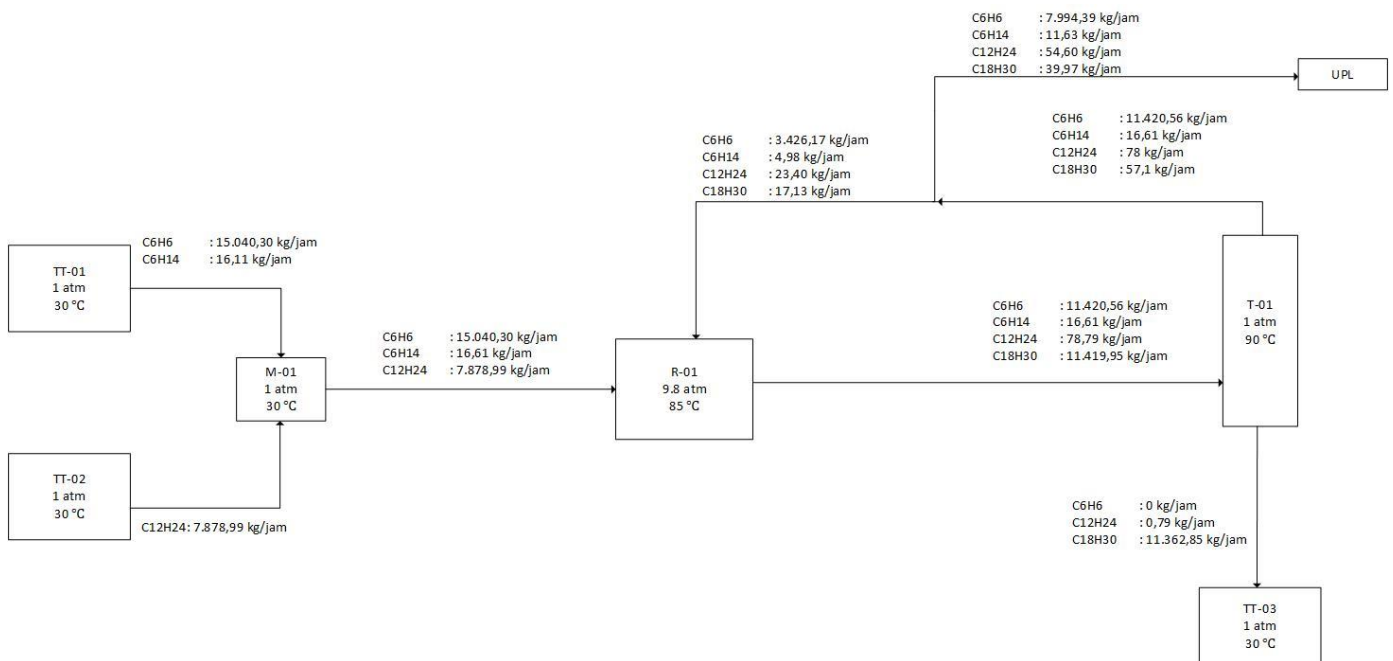 C6H6 : 7.994,39 kg/jam
C6H14 : 11,63 kg/jam
C12H24 : 54,60 kg/jam
C18H30 : 39,97 kg/jam
UPL
C6H6 : 11.420,56 kg/jam
C6H14 : 16,61 kg/jam
C12H24 : 78 kg/jam
C18H30 : 57,1 kg/jam
C6H6 : 3.426,17 kg/jam
C6H14 : 4,98 kg/jam
C12H24 : 23,40 kg/jam
C18H30 : 17,13 kg/jam
C6H6 : 15.040,30 kg/jam
C6H14 : 16,11 kg/jam
TT-01
1 atm
30 °C
T-01
1 atm
90 °C
C6H6 : 11.420,56 kg/jam
C6H14 : 16,61 kg/jam
C12H24 : 78,79 kg/jam
C18H30 : 11.419,95 kg/jam
C6H6 : 15.040,30 kg/jam
C6H14 : 16,61 kg/jam
C12H24 : 7.878,99 kg/jam
M-01
1 atm
30 °C
R-01
9.8 atm
85 °C
TT-02
1 atm
30 °C
C12H24: 7.878,99 kg/jam
C6H6 : 0 kg/jam
C12H24 : 0,79 kg/jam
C18H30 : 11.362,85 kg/jam
TT-03
1 atm
30 °C